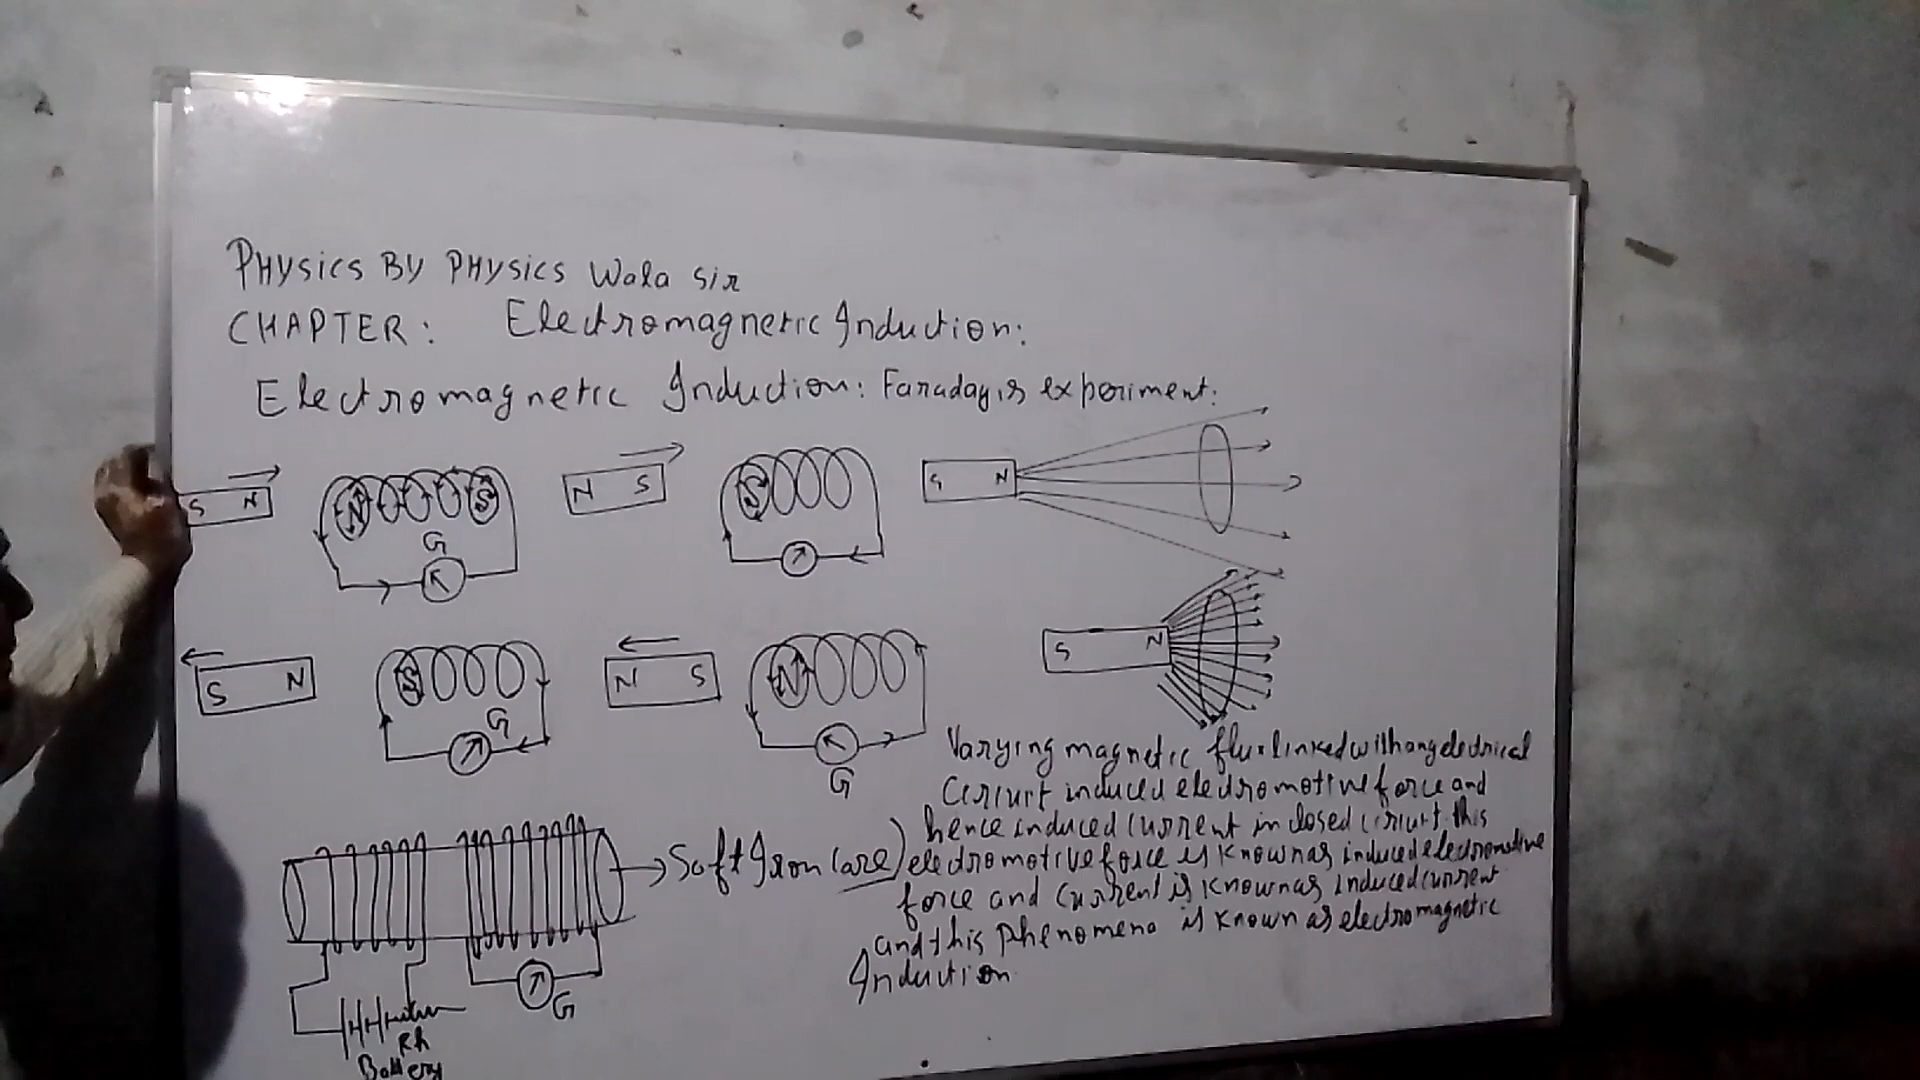 PHYSICS BY PHYSICS Wala Sir
CHAPTER: Electromagnetic Induction:
Electromagnetic Induction: Faraday's experiment:
S N
N S G
N S
S
S N
S N
S G
N S
N G
S N
Varying magnetic flux linked with any electrical
circuit induced electromotive force and
hence induced current in closed circuit. this
electromotive force is known as induced electromotive
force and current is known as induced current
and this phenomena is known as electromagnetic
Induction
Soft Iron (are)
G
Rh
Battery